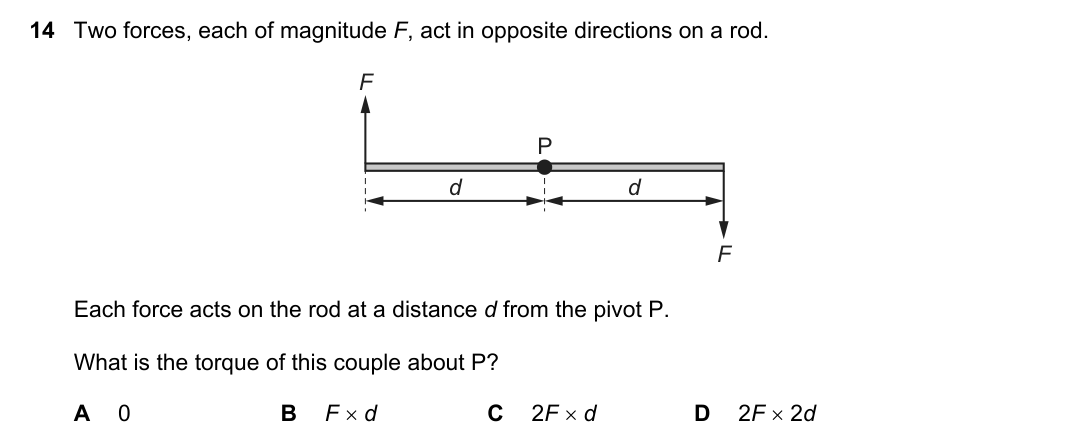 14 Two forces, each of magnitude F, act in opposite directions on a rod.
F
P
d d
F
Each force acts on the rod at a distance d from the pivot P.
What is the torque of this couple about P?
A 0 B F × d C 2F × d D 2F × 2d